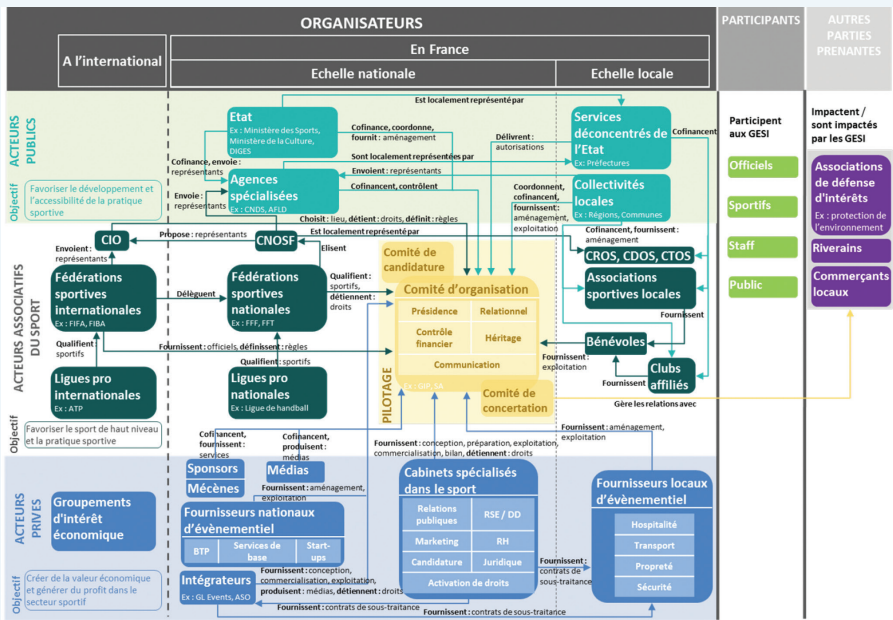 ORGANISATEURS
PARTICIPANTS
AUTRES
PARTIES
PRENANTES
A l'international
En France
Echelle nationale
Echelle locale
ACTEURS
PUBLICS
Objectif
Favoriser le développement et
l'accessibilité de la pratique
sportive
Etat
Ex : Ministère des Sports,
Ministère de la Culture,
DIGES
Est localement représenté par
Cofinance, coordonne,
fournit : aménagement
Délivrent :
autorisations
Services
déconcentrés de
l'Etat
Ex : Préfectures
Cofinancent
Cofinance, envoie :
représentants
Sont localement représentées par
Envoient : représentants
Envoie :
représentants
Agences
spécialisées
Ex : CNDS, AFLD
Cofinancent, contrôlent
Coordonnent,
cofinancent,
fournissent :
aménagement,
exploitation
Collectivités
locales
Ex : Régions, Communes
Choisit : lieu, détient : droits, définit : règles
Participent
aux GESI
Officiels
Sportifs
Staff
Public
Impactent /
sont impactés
par les GESI
Associations
de défense
d'intérêts
Ex : protection de
l'environnement
Riverains
Commerçants
locaux
ACTEURS ASSOCIATIFS
DU SPORT
Objectif
Favoriser le sport de haut niveau
et la pratique sportive
CIO
Propose : représentants
CNOSF
Est localement représenté par
Cofinancent, fournissent :
aménagement
Envoient :
représentants
Elisent
CROS, CDOS, CTOS
Fédérations
sportives
internationales
Ex : FIFA, FIBA
Délèguent
Fédérations
sportives
nationales
Ex : FFF, FFT
Qualifient :
sportifs,
détiennent :
droits
Comité de
candidature
Comité d'organisation
Présidence
Relationnel
Contrôle
financier
Héritage
Communication
Ex : GIP, SA
PILOTAGE
Comité de
concertation
Associations
sportives locales
Fournissent
Bénévoles
Fournissent :
exploitation
Fournissent
Clubs
affiliés
Gère les relations avec
Fournissent : officiels, définissent : règles
Qualifient :
sportifs
Qualifient : sportifs
Ligues pro
internationales
Ex : ATP
Ligues pro
nationales
Ex : Ligue de handball
ACTEURS
PRIVES
Objectif
Créer de la valeur économique
et générer du profit dans le
secteur sportif
Groupements
d'intérêt
économique
Cofinancent,
fournissent :
services
Cofinancent,
produisent :
médias
Fournissent : conception, préparation, exploitation,
commercialisation, bilan, détiennent : droits
Fournissent : aménagement,
exploitation
Sponsors
Mécènes
Médias
Fournissent : aménagement,
exploitation
Fournisseurs nationaux
d'évènementiel
BTP
Services de
base
Start-
ups
Cabinets spécialisés
dans le sport
Relations
publiques
RSE / DD
Marketing
RH
Candidature
Juridique
Activation de droits
Fournisseurs locaux
d'évènementiel
Hospitalité
Transport
Propreté
Sécurité
Fournissent :
contrats de
sous-traitance
Intégrateurs
Ex : GL Events, ASO
Fournissent : conception,
commercialisation, exploitation,
produisent : médias, détiennent : droits
Fournissent : contrats de sous-traitance
Fournissent : contrats de sous-traitance